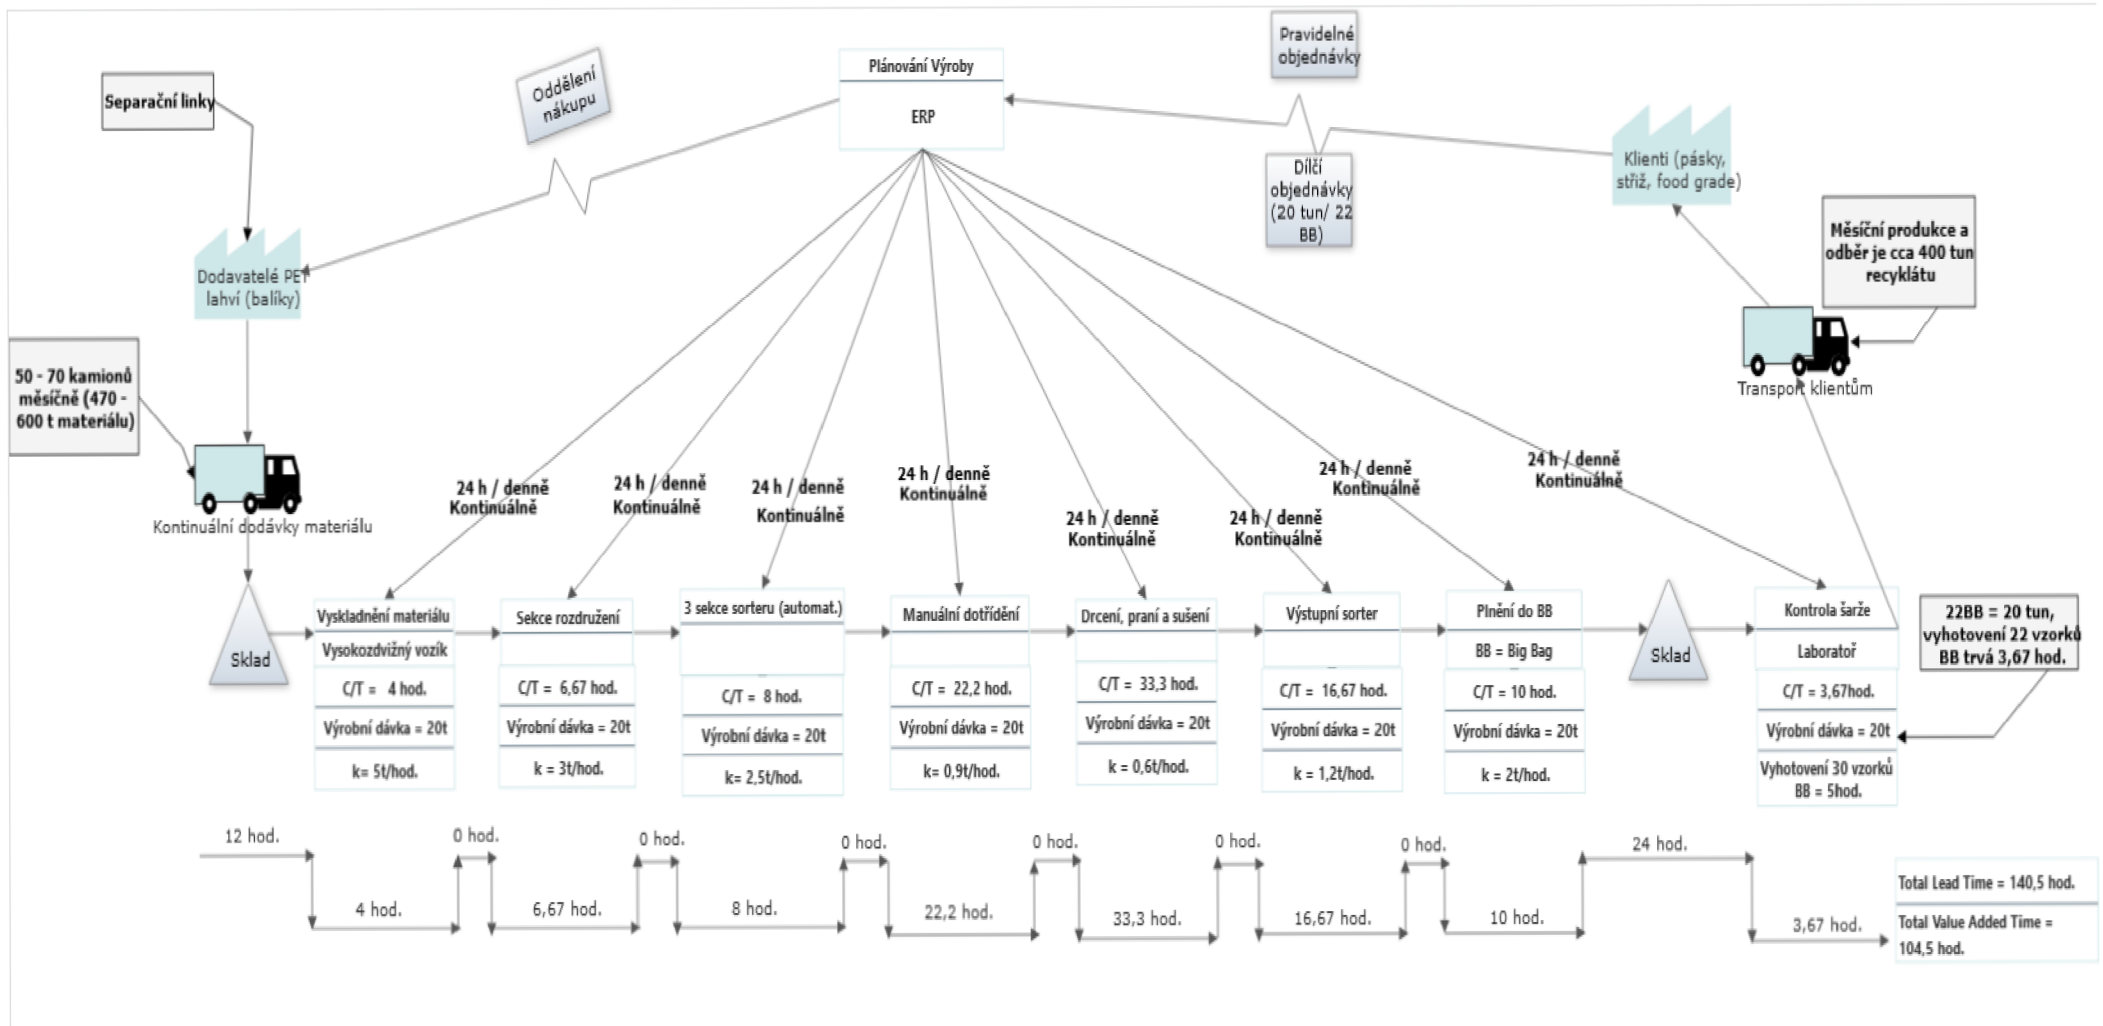 Pravidelné
objednávky
Plánování Výroby
ERP
Oddělení
nákupu
Separační linky
Dílčí
objednávky
(20 tun/ 22
BB)
Klienti (pásky,
střiž, food grade)
Měsíční produkce a
odběr je cca 400 tun
recyklátu
Dodavatelé PET
lahví (balíky)
50 - 70 kamionů
měsíčně (470 -
600 t materiálu)
Transport klientům
Kontinuální dodávky materiálu
24 h / denně
Kontinuálně
24 h / denně
Kontinuálně
24 h / denně
Kontinuálně
24 h / denně
Kontinuálně
24 h / denně
Kontinuálně
24 h / denně
Kontinuálně
24 h / denně
Kontinuálně
24 h / denně
Kontinuálně
Sklad
Vyskladnění materiálu
Vysokozdvižný vozík
C/T = 4 hod.
Výrobní dávka = 20t
k= 5t/hod.
Sekce rozdružení
C/T = 6,67 hod.
Výrobní dávka = 20t
k = 3t/hod.
3 sekce sorteru (automat.)
C/T = 8 hod.
Výrobní dávka = 20t
k= 2,5t/hod.
Manuální dotřídění
C/T = 22,2 hod.
Výrobní dávka = 20t
k= 0,9t/hod.
Drcení, praní a sušení
C/T = 33,3 hod.
Výrobní dávka = 20t
k = 0,6t/hod.
Výstupní sorter
C/T = 16,67 hod.
Výrobní dávka = 20t
k = 1,2t/hod.
Plnění do BB
BB = Big Bag
C/T = 10 hod.
Výrobní dávka = 20t
k = 2t/hod.
Sklad
Kontrola šarže
Laboratoř
C/T = 3,67hod.
Výrobní dávka = 20t
Vyhotovení 30 vzorků
BB = 5hod.
22BB = 20 tun,
vyhotovení 22 vzorků
BB trvá 3,67 hod.
12 hod.
4 hod.
0 hod.
6,67 hod.
0 hod.
8 hod.
0 hod.
22,2 hod.
0 hod.
33,3 hod.
0 hod.
16,67 hod.
0 hod.
10 hod.
24 hod.
3,67 hod.
Total Lead Time = 140,5 hod.
Total Value Added Time =
104,5 hod.